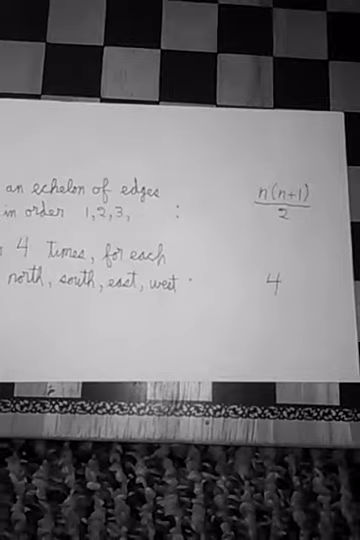 an echelon of edges
in order 1, 2, 3, :
n(n+1)
2
4 times, for each
north, south, east, west
4